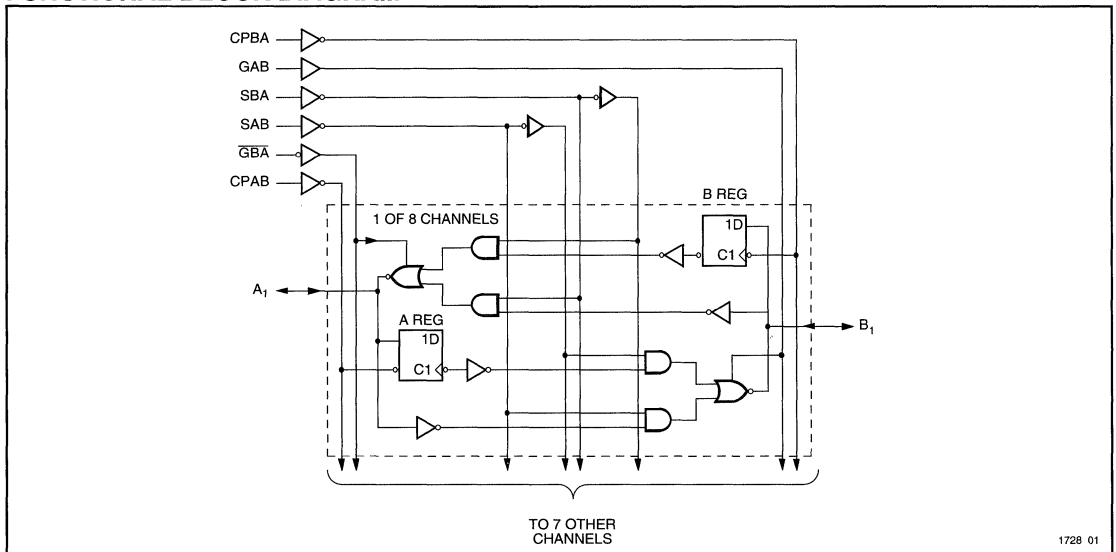 CPBA
GAB
SBA
SAB
GBA
CPAB
B REG
1 OF 8 CHANNELS
1D
C1
A₁
B₁
A REG
1D
C1
TO 7 OTHER
CHANNELS
1728 01